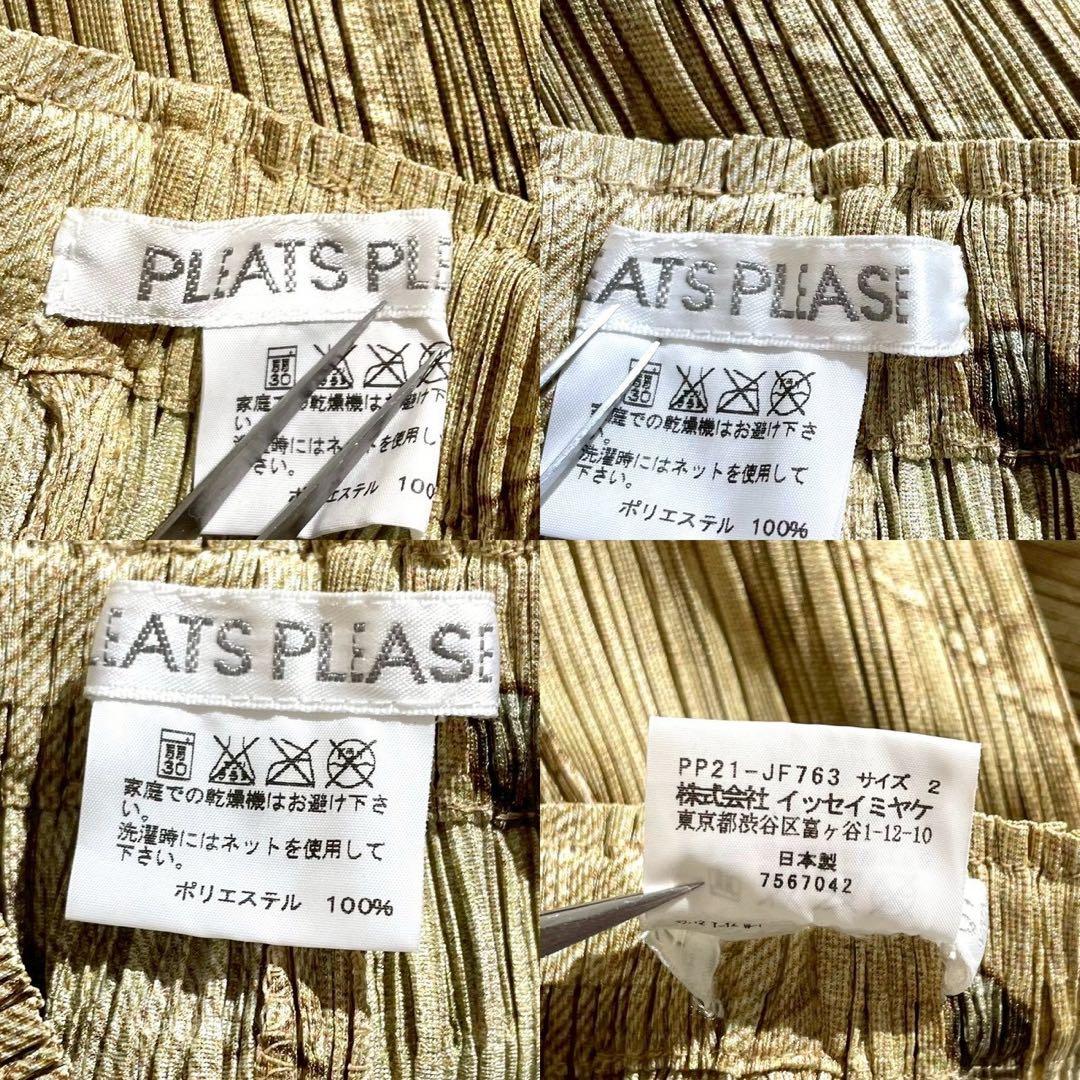 PLEATS PLE
30
家庭での乾燥機はお避け下
い。
洗濯時にはネットを使用し
さい。
ポリエステル 100
EATS PLEASE
30
家庭での乾燥機はお避け下さ
い。
洗濯時にはネットを使用して
下さい。
ポリエステル 100%
LEATS PLEASE
30
家庭での乾燥機はお避け下さ
い。
洗濯時にはネットを使用して
下さい。
ポリエステル 100%
PP21-JF763 サイズ 2
株式会社 イッセイミヤケ
東京都渋谷区富ヶ谷1-12-10
日本製
7567042